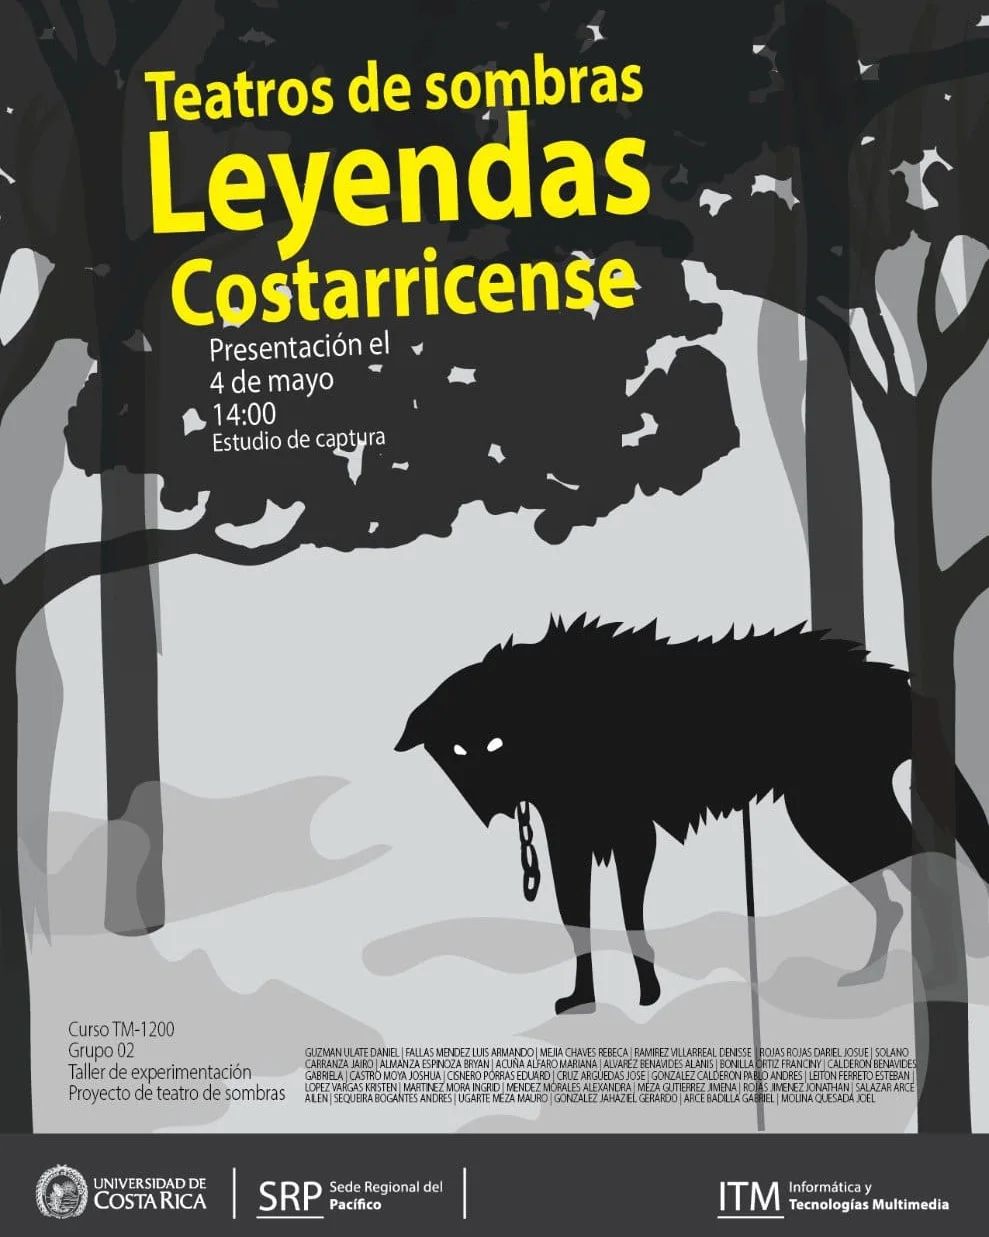 Teatros de sombras
Leyendas
Costarricense
Presentación el
4 de mayo
14:00
Estudio de captura
Curso TM-1200
Grupo 02
Taller de experimentación
Proyecto de teatro de sombras
GUZMAN ULATE DANIEL | FALLAS MENDEZ LUIS ARMANDO | MEJIA CHAVES REBECA | RAMIREZ VILLARREAL DENISSE | ROJAS ROJAS DARIEL JOSUE | SOLANO
CARRANZA JAIRO | ALMANZA ESPINOZA BRYAN | ACUÑA ALFARO MARIANA | ALVAREZ BENAVIDES ALANIS | BONILLA ORTIZ FRANCINY | CALDERON BENAVIDES
GABRIELA | CASTRO MOYA JOSHUA | CISNERO PORRAS EDUARD | CRUZ ARGUEDAS JOSE | GONZALEZ CALDERON PABLO ANDRES | LEITON FERRETO ESTEBAN |
LOPEZ VARGAS KRISTEN | MARTINEZ MORA INGRID | MENDEZ MORALES ALEXANDRA | MEZA GUTIERREZ JIMENA | ROJAS JIMENEZ JONATHAN | SALAZAR ARCE
AILEN | SEQUEIRA BOGANTES ANDRES | UGARTE MEZA MAURO | GONZALEZ JAHAZIEL GERARDO | ARCE BADILLA GABRIEL | MOLINA QUESADA JOEL
UNIVERSIDAD DE
COSTA RICA
SRP
Sede Regional del
Pacífico
ITM
Informática y
Tecnologías Multimedia